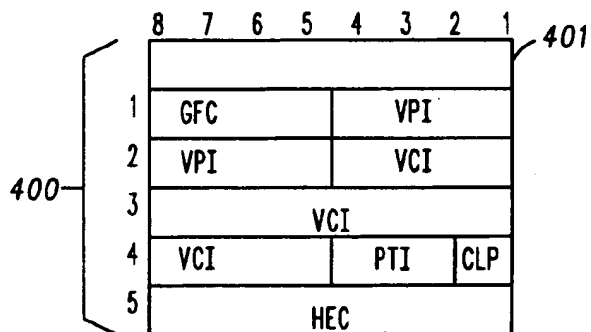 8 7 6 5 4 3 2 1
401
1 GFC VPI
2 VPI VCI
400
3 VCI
4 VCI PTI CLP
5 HEC